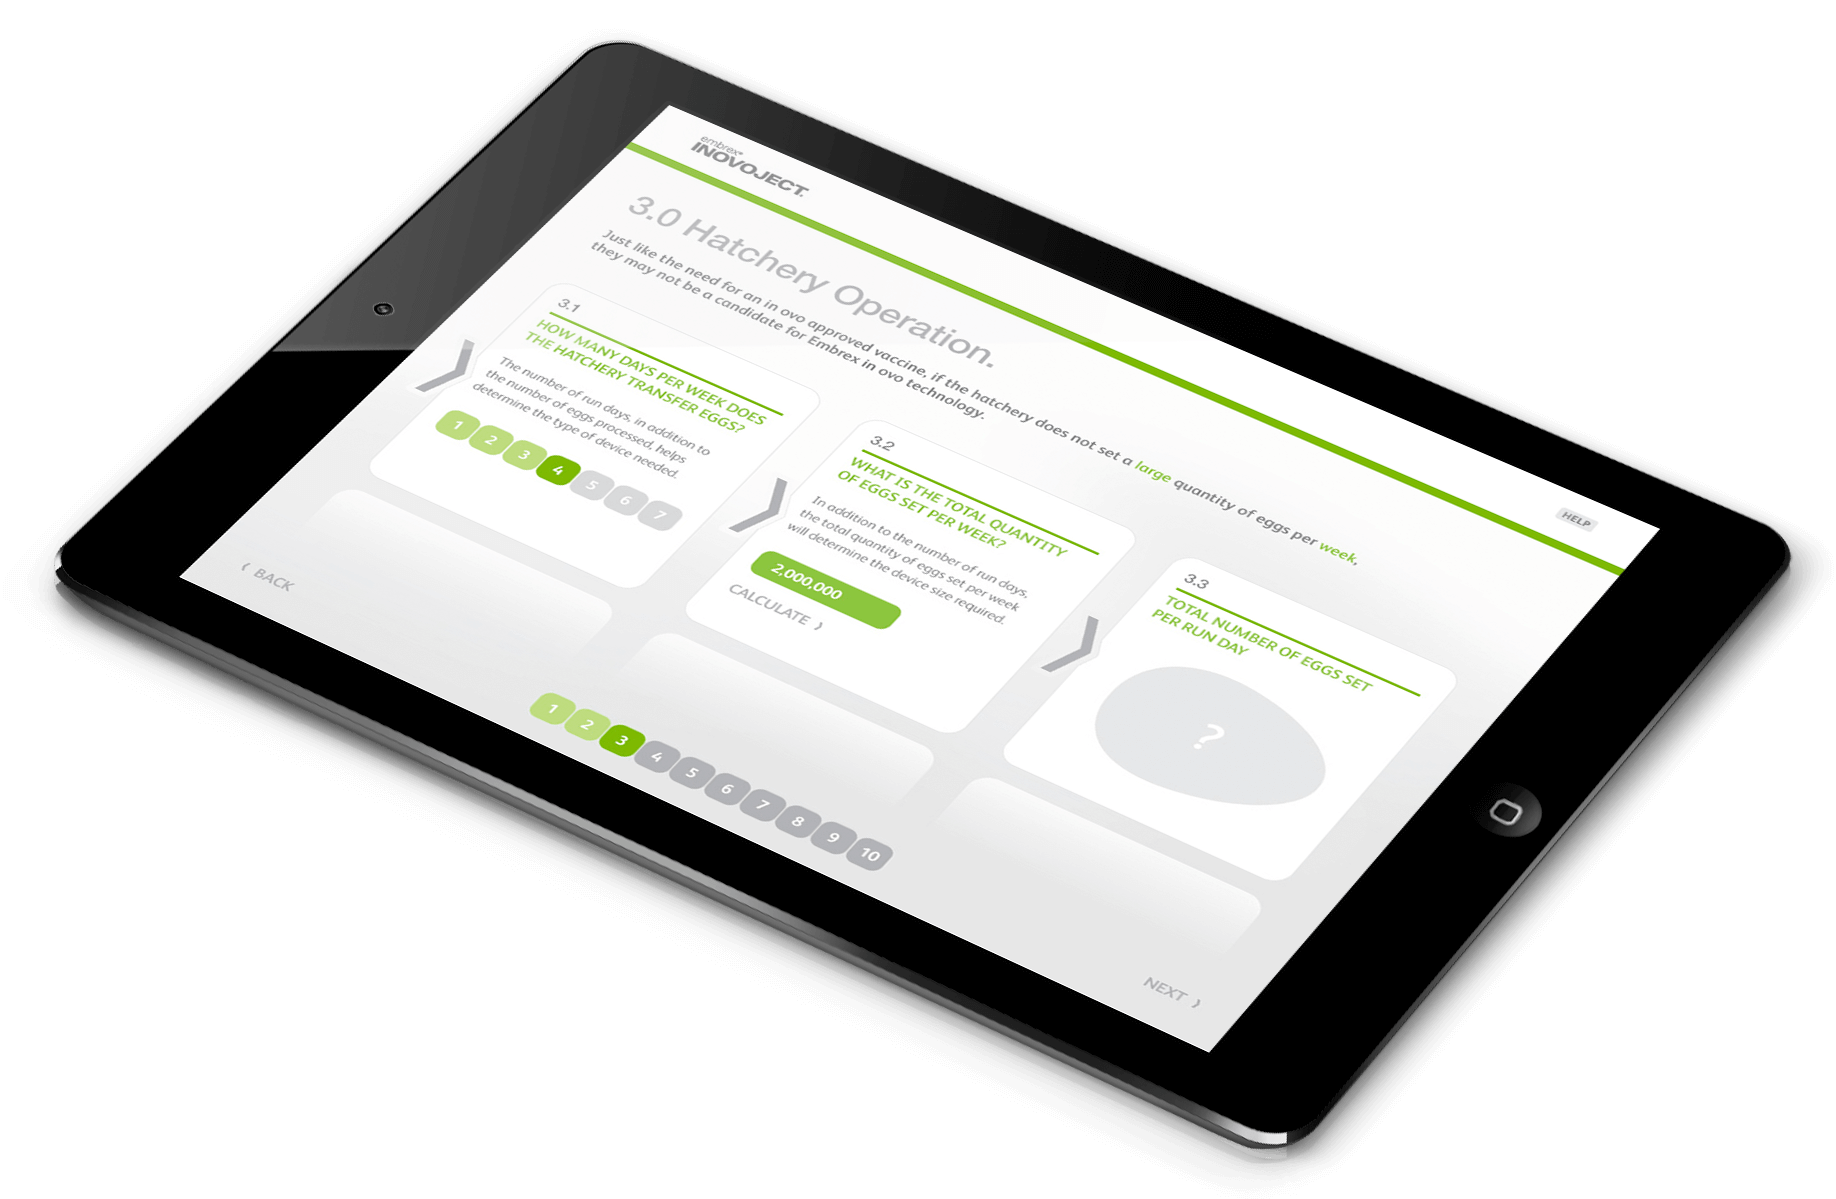 embrex®
INOVOJECT.
HELP
3.0 Hatchery Operation.
Just like the need for an in ovo approved vaccine, if the hatchery does not set a large quantity of eggs per week,
they may not be a candidate for Embrex in ovo technology.
3.1
HOW MANY DAYS PER WEEK DOES
THE HATCHERY TRANSFER EGGS?
The number of run days, in addition to
the number of eggs processed, helps
determine the type of device needed.
1 2 3 4 5 6 7
3.2
WHAT IS THE TOTAL QUANTITY
OF EGGS SET PER WEEK?
In addition to the number of run days,
the total quantity of eggs set per week
will determine the device size required.
2,000,000
CALCULATE ⟩
3.3
TOTAL NUMBER OF EGGS SET
PER RUN DAY
?
⟨ BACK
1 2 3 4 5 6 7 8 9 10
NEXT ⟩